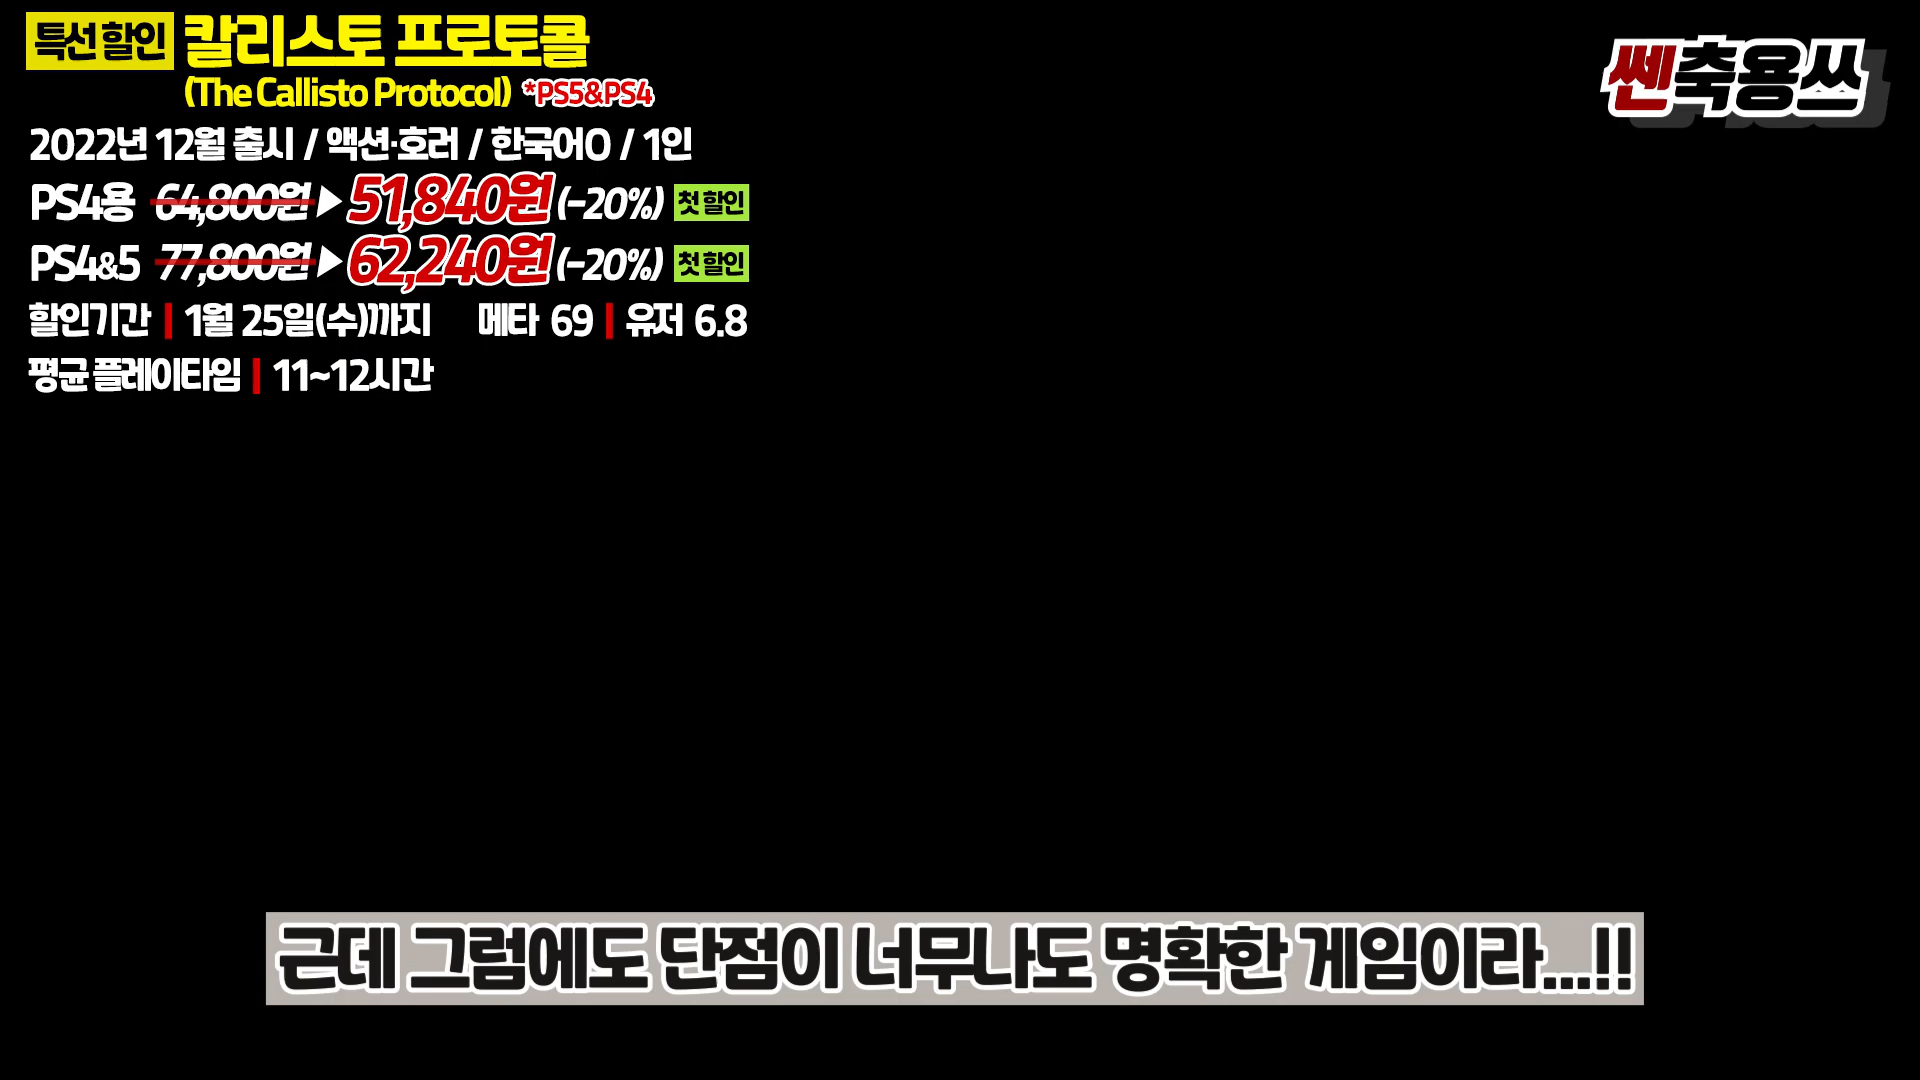 특선 할인 칼리스토 프로토콜
(The Callisto Protocol) *PS5&PS4
쎈축용쓰
2022년 12월 출시 / 액션·호러 / 한국어O / 1인
PS4용 64,800원 ▶ 51,840원 (-20%) 첫 할인
PS4&5 77,800원 ▶ 62,240원 (-20%) 첫 할인
할인기간 | 1월 25일(수)까지 메타 69 | 유저 6.8
평균 플레이타임 | 11~12시간
근데 그럼에도 단점이 너무나도 명확한 게임이라...!!